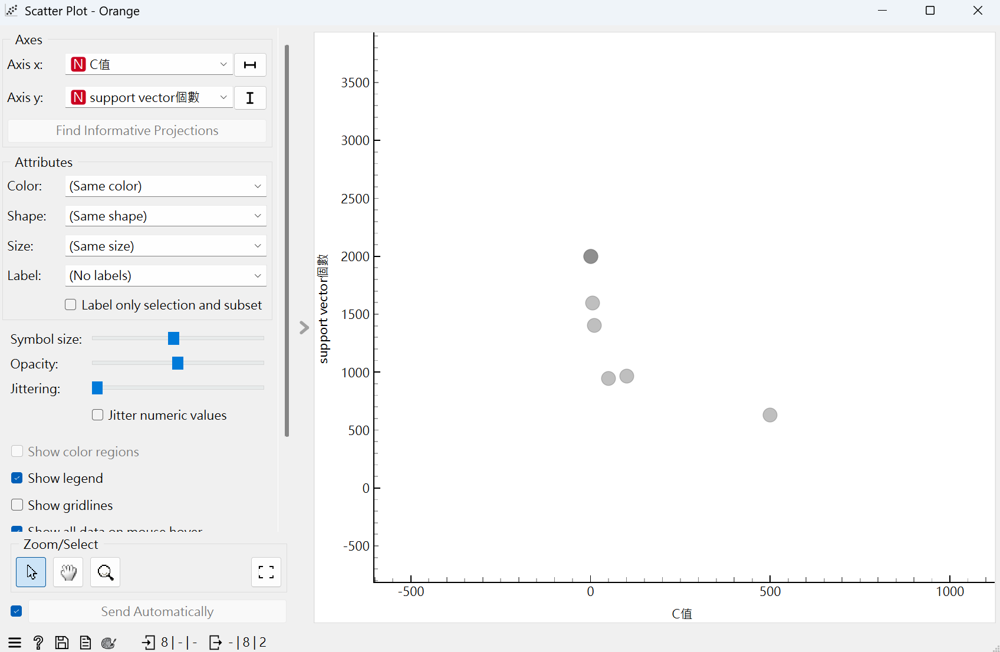 Scatter Plot - Orange
Axes
Axis x:
N C值
Axis y:
N support vector個數
Find Informative Projections
Attributes
Color:
(Same color)
Shape:
(Same shape)
Size:
(Same size)
Label:
(No labels)
Label only selection and subset
Symbol size:
Opacity:
Jittering:
Jitter numeric values
Show color regions
Show legend
Show gridlines
Show all data on mouse hover
Zoom/Select
Send Automatically
? 8 | - | - - | 8 | 2
support vector個數
3500
3000
2500
2000
1500
1000
500
0
-500
-500 0 500 1000
C值